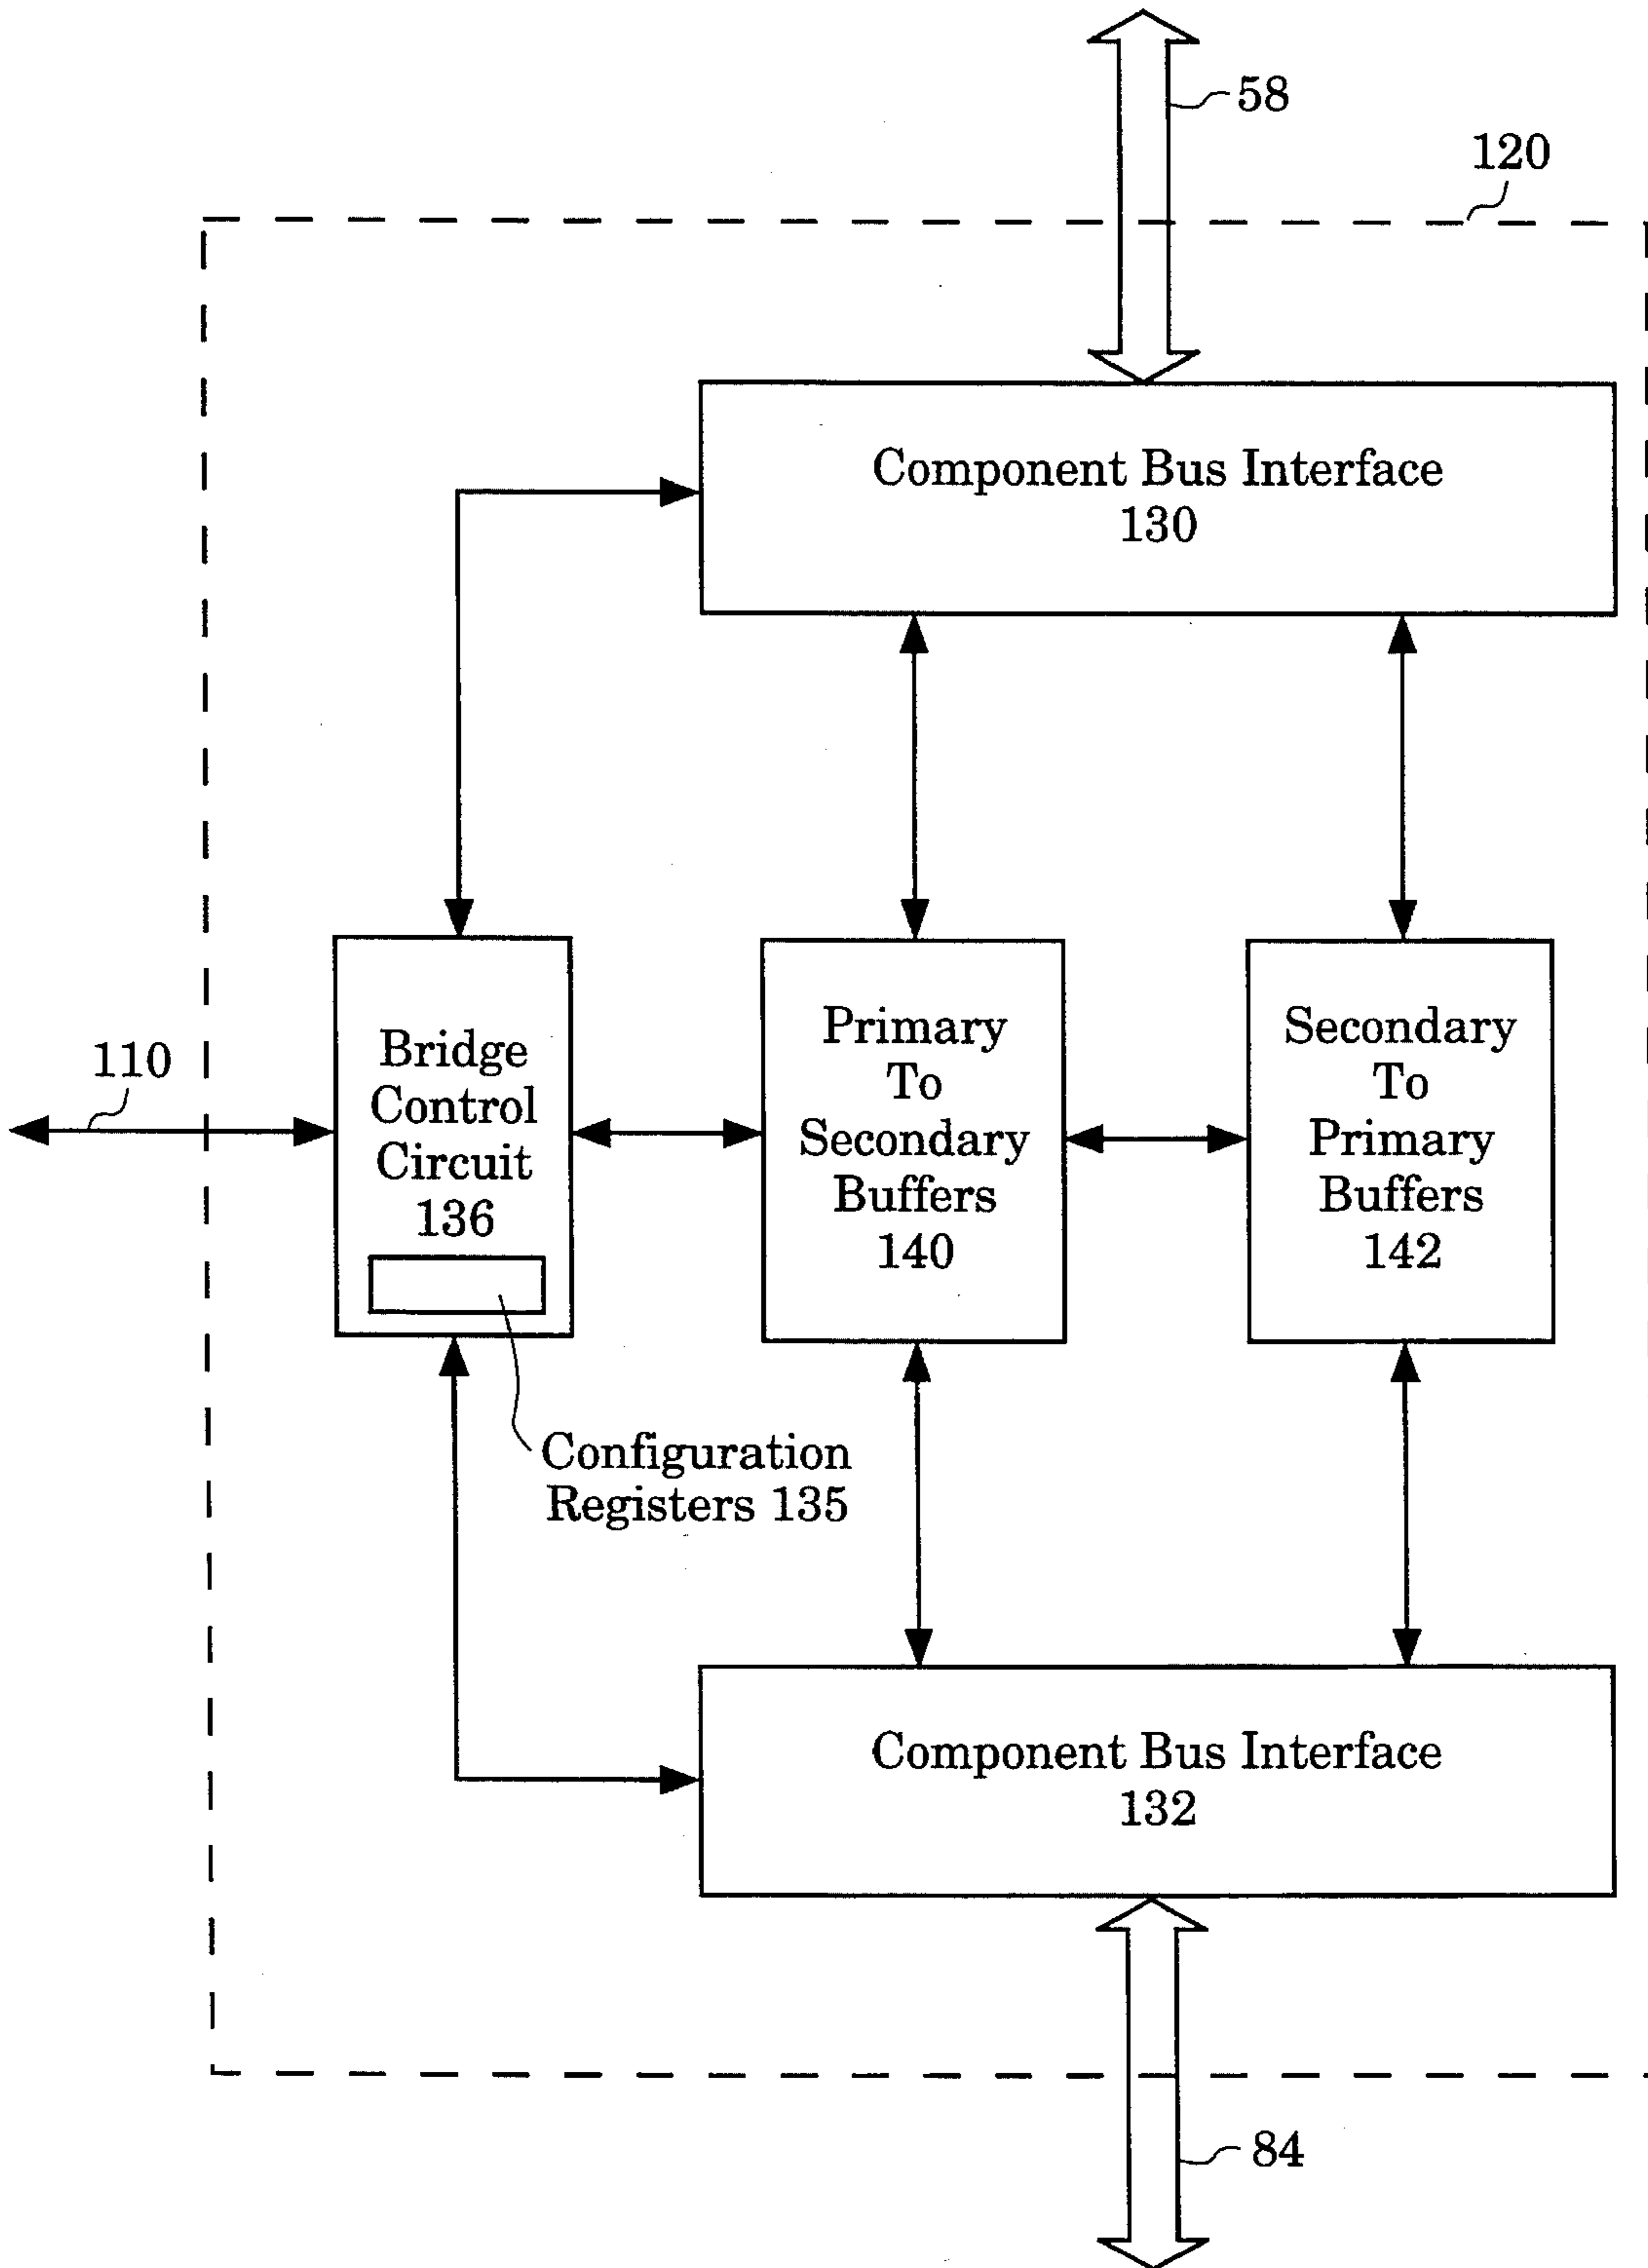 58
120
Component Bus Interface
130
110
Bridge
Control
Circuit
136
Primary
To
Secondary
Buffers
140
Secondary
To
Primary
Buffers
142
Configuration
Registers 135
Component Bus Interface
132
84